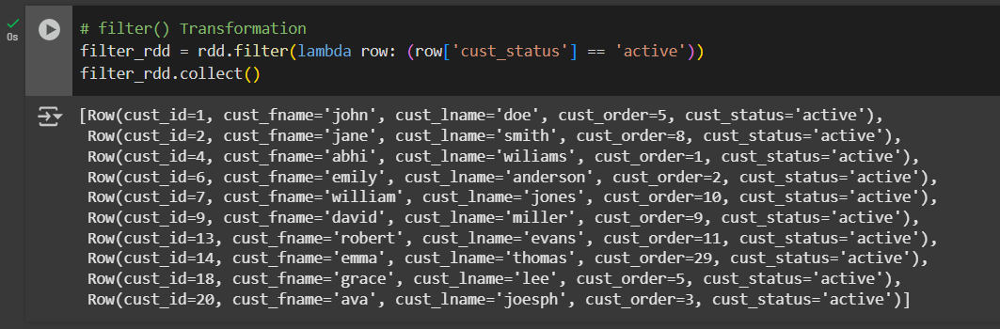 0s
# filter() Transformation
filter_rdd = rdd.filter(lambda row: (row['cust_status'] == 'active'))
filter_rdd.collect()
[Row(cust_id=1, cust_fname='john', cust_lname='doe', cust_order=5, cust_status='active'),
Row(cust_id=2, cust_fname='jane', cust_lname='smith', cust_order=8, cust_status='active'),
Row(cust_id=4, cust_fname='abhi', cust_lname='wiliams', cust_order=1, cust_status='active'),
Row(cust_id=6, cust_fname='emily', cust_lname='anderson', cust_order=2, cust_status='active'),
Row(cust_id=7, cust_fname='william', cust_lname='jones', cust_order=10, cust_status='active'),
Row(cust_id=9, cust_fname='david', cust_lname='miller', cust_order=9, cust_status='active'),
Row(cust_id=13, cust_fname='robert', cust_lname='evans', cust_order=11, cust_status='active'),
Row(cust_id=14, cust_fname='emma', cust_lname='thomas', cust_order=29, cust_status='active'),
Row(cust_id=18, cust_fname='grace', cust_lname='lee', cust_order=5, cust_status='active'),
Row(cust_id=20, cust_fname='ava', cust_lname='joesph', cust_order=3, cust_status='active')]